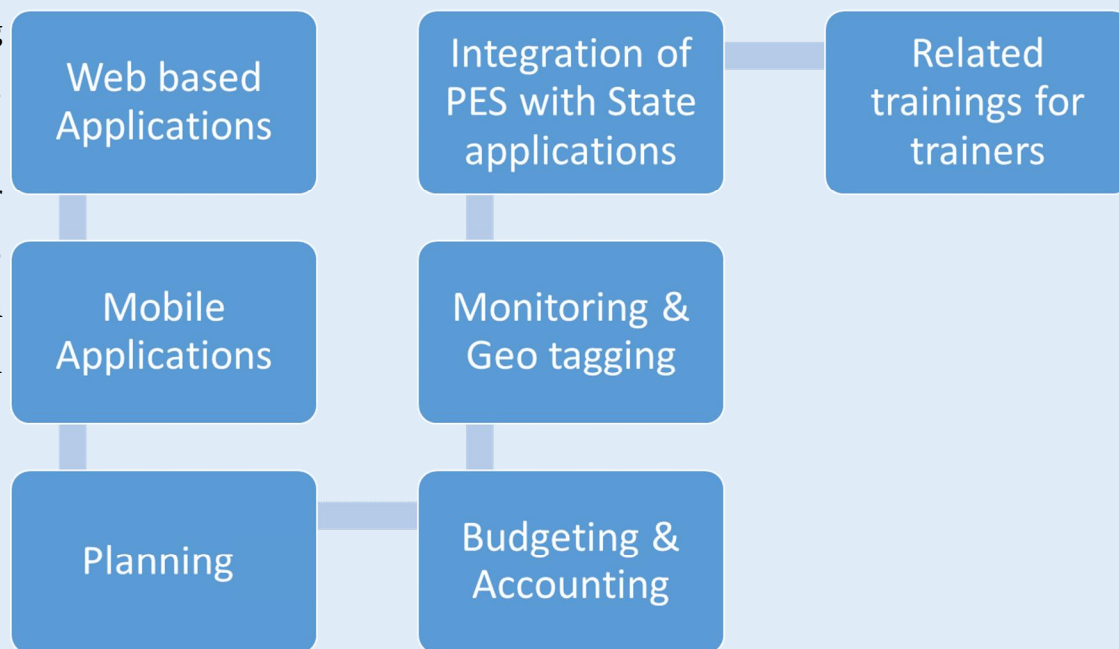 Web based
Applications
Mobile
Applications
Planning
Budgeting &
Accounting
Monitoring &
Geo tagging
Integration of
PES with State
applications
Related
trainings for
trainers